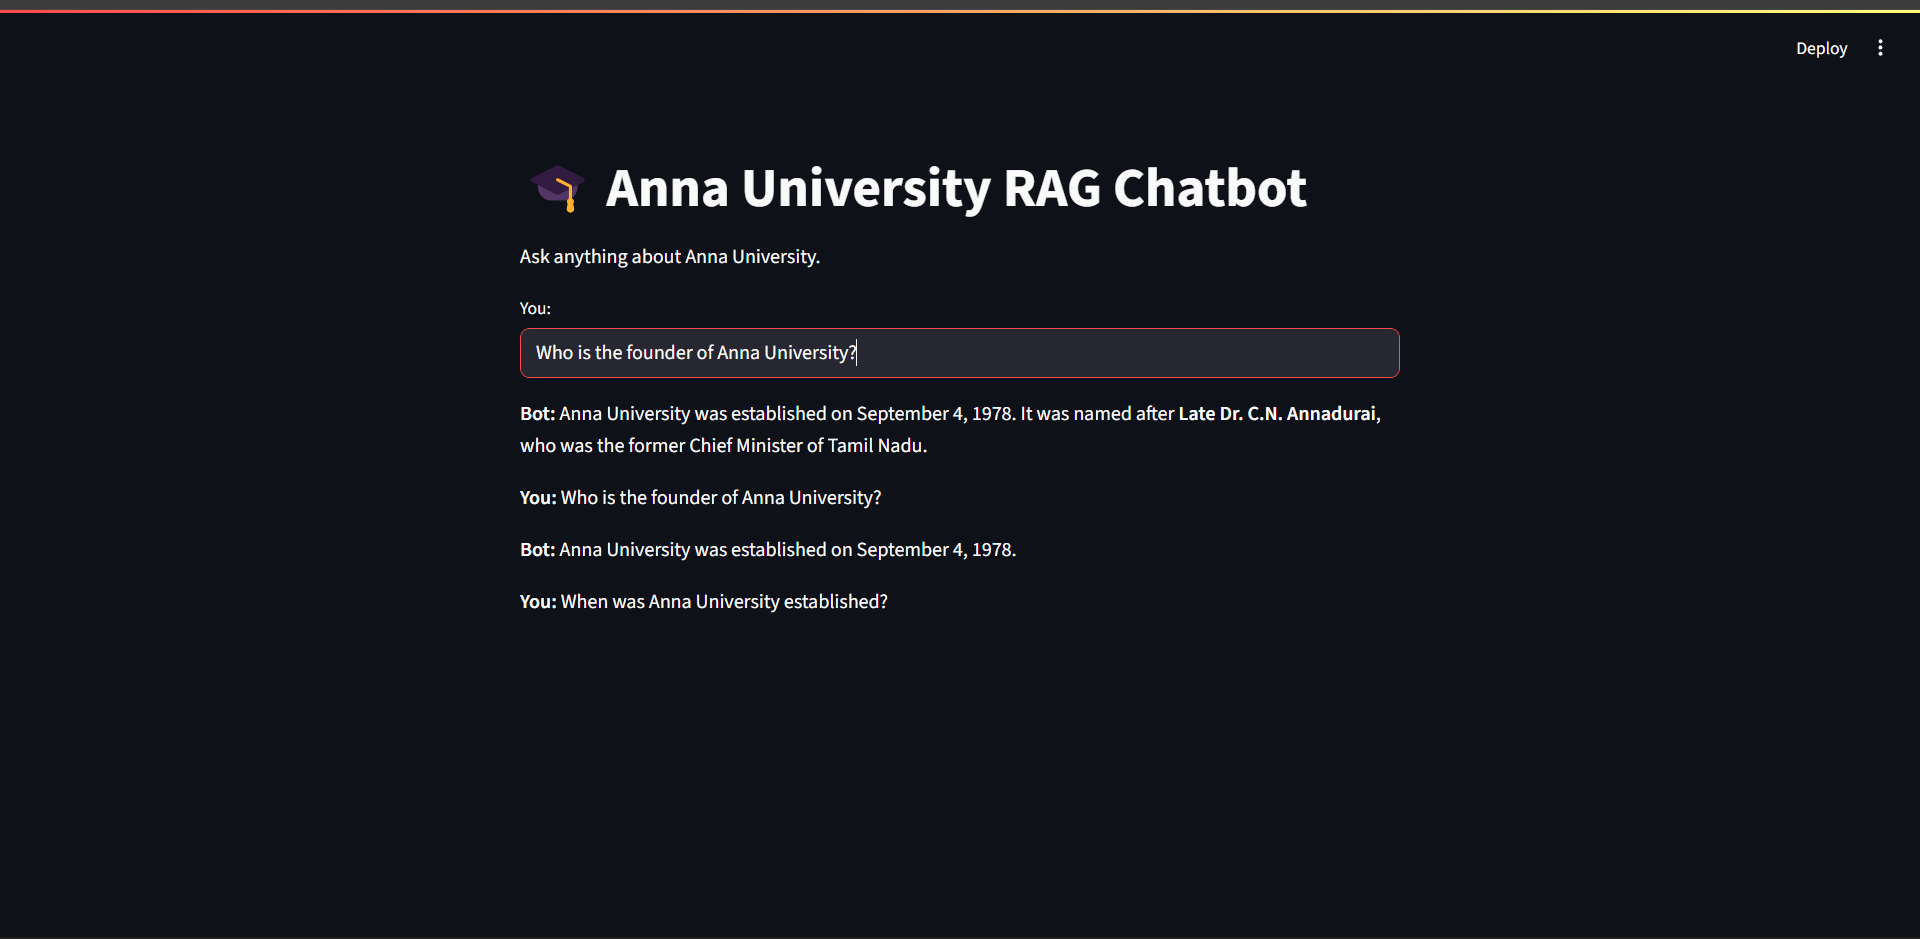 Deploy
Anna University RAG Chatbot
Ask anything about Anna University.
You:
Who is the founder of Anna University?
Bot: Anna University was established on September 4, 1978. It was named after Late Dr. C.N. Annadurai,
who was the former Chief Minister of Tamil Nadu.
You: Who is the founder of Anna University?
Bot: Anna University was established on September 4, 1978.
You: When was Anna University established?